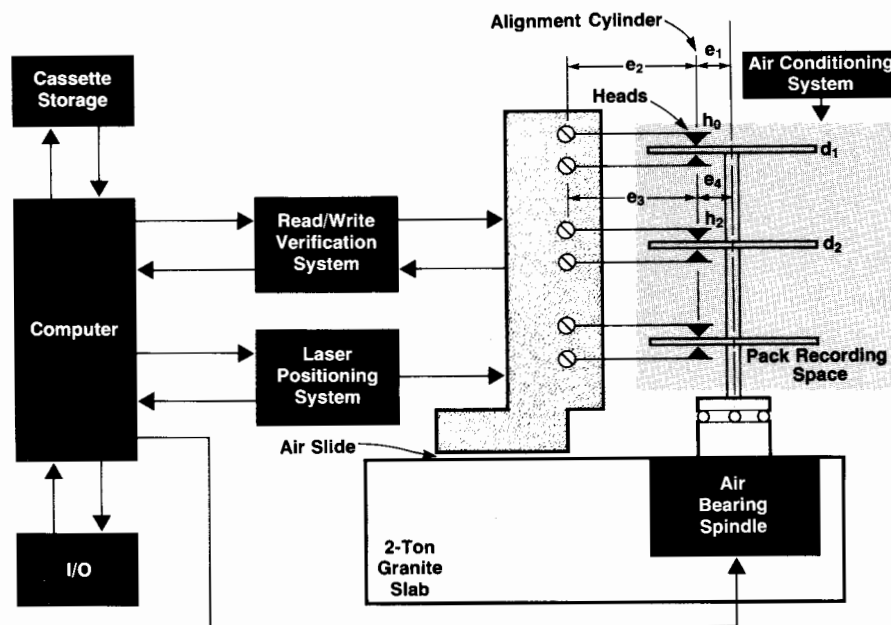 Alignment Cylinder
e₁
e₂
Air Conditioning
System
Cassette
Storage
Heads
h₀
d₁
e₄
e₃
h₂
d₂
Read/Write
Verification
System
Computer
Laser
Positioning
System
Pack Recording
Space
Air Slide
Air
Bearing
Spindle
2-Ton
Granite
Slab
I/O